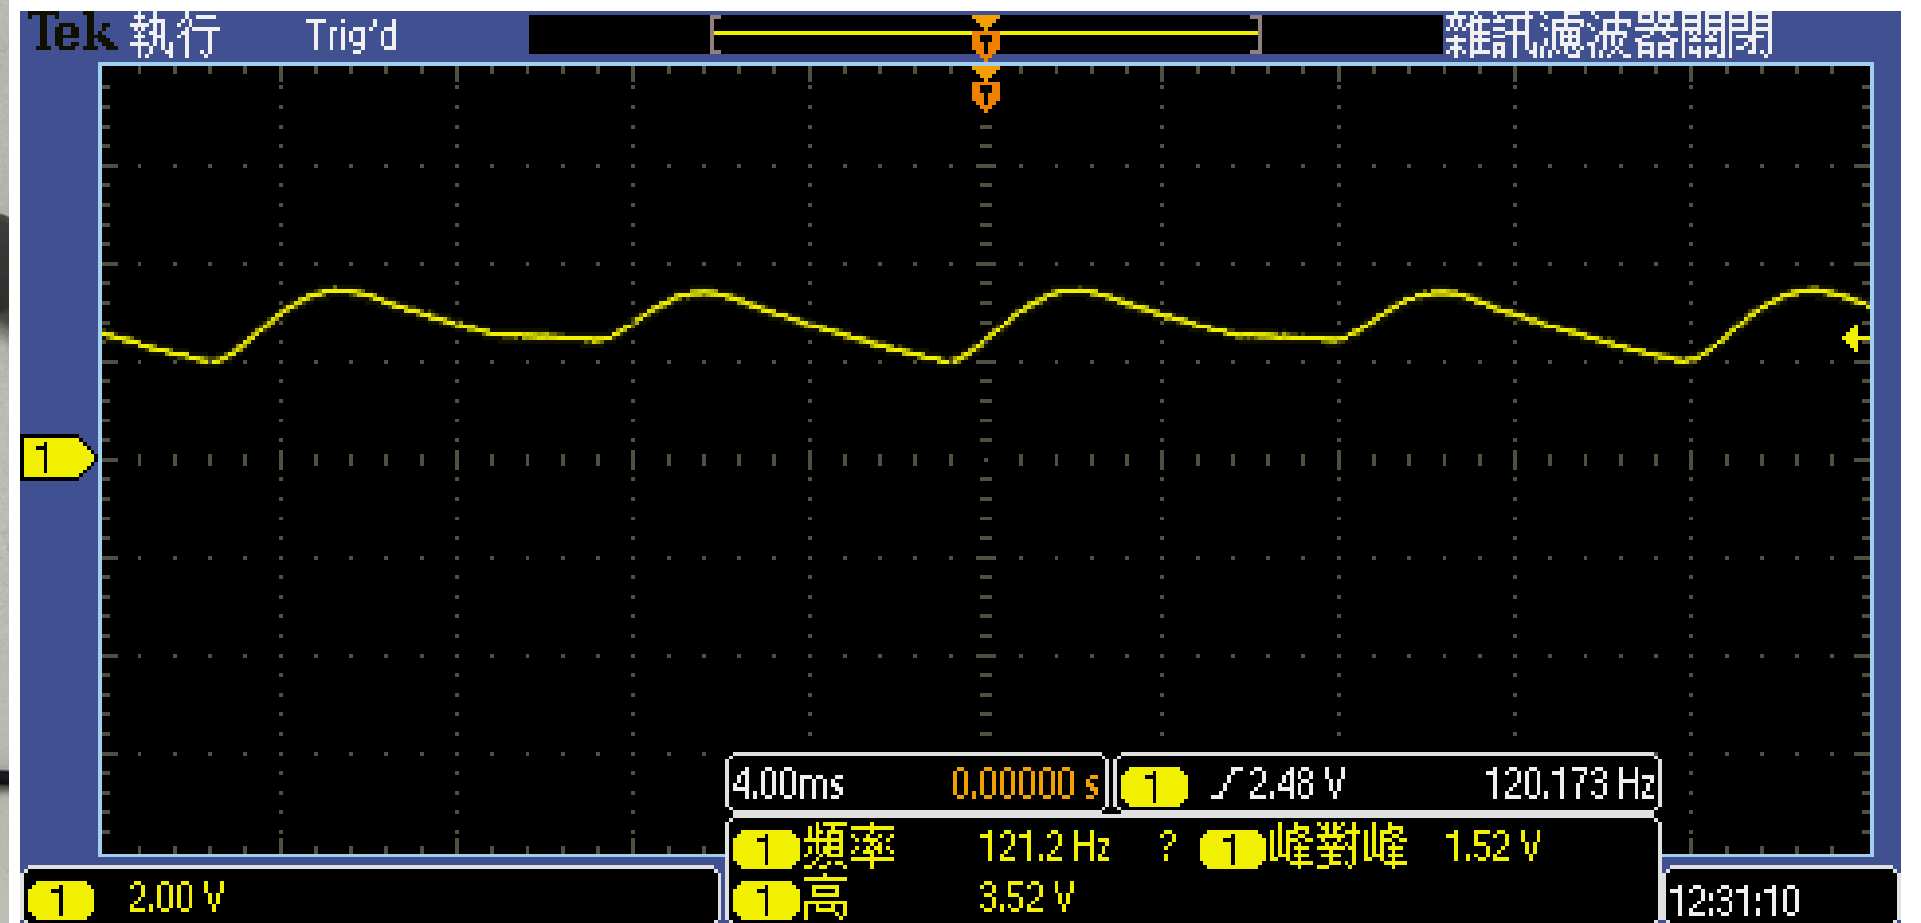 Tek 執行 Trig'd 雜訊濾波器關閉
T
T
1
4.00ms 0.00000 s 1 ∫ 2.48 V 120.173 Hz
1 頻率 121.2 Hz ? 1 峰對峰 1.52 V
1 2.00 V 1 高 3.52 V 12:31:10